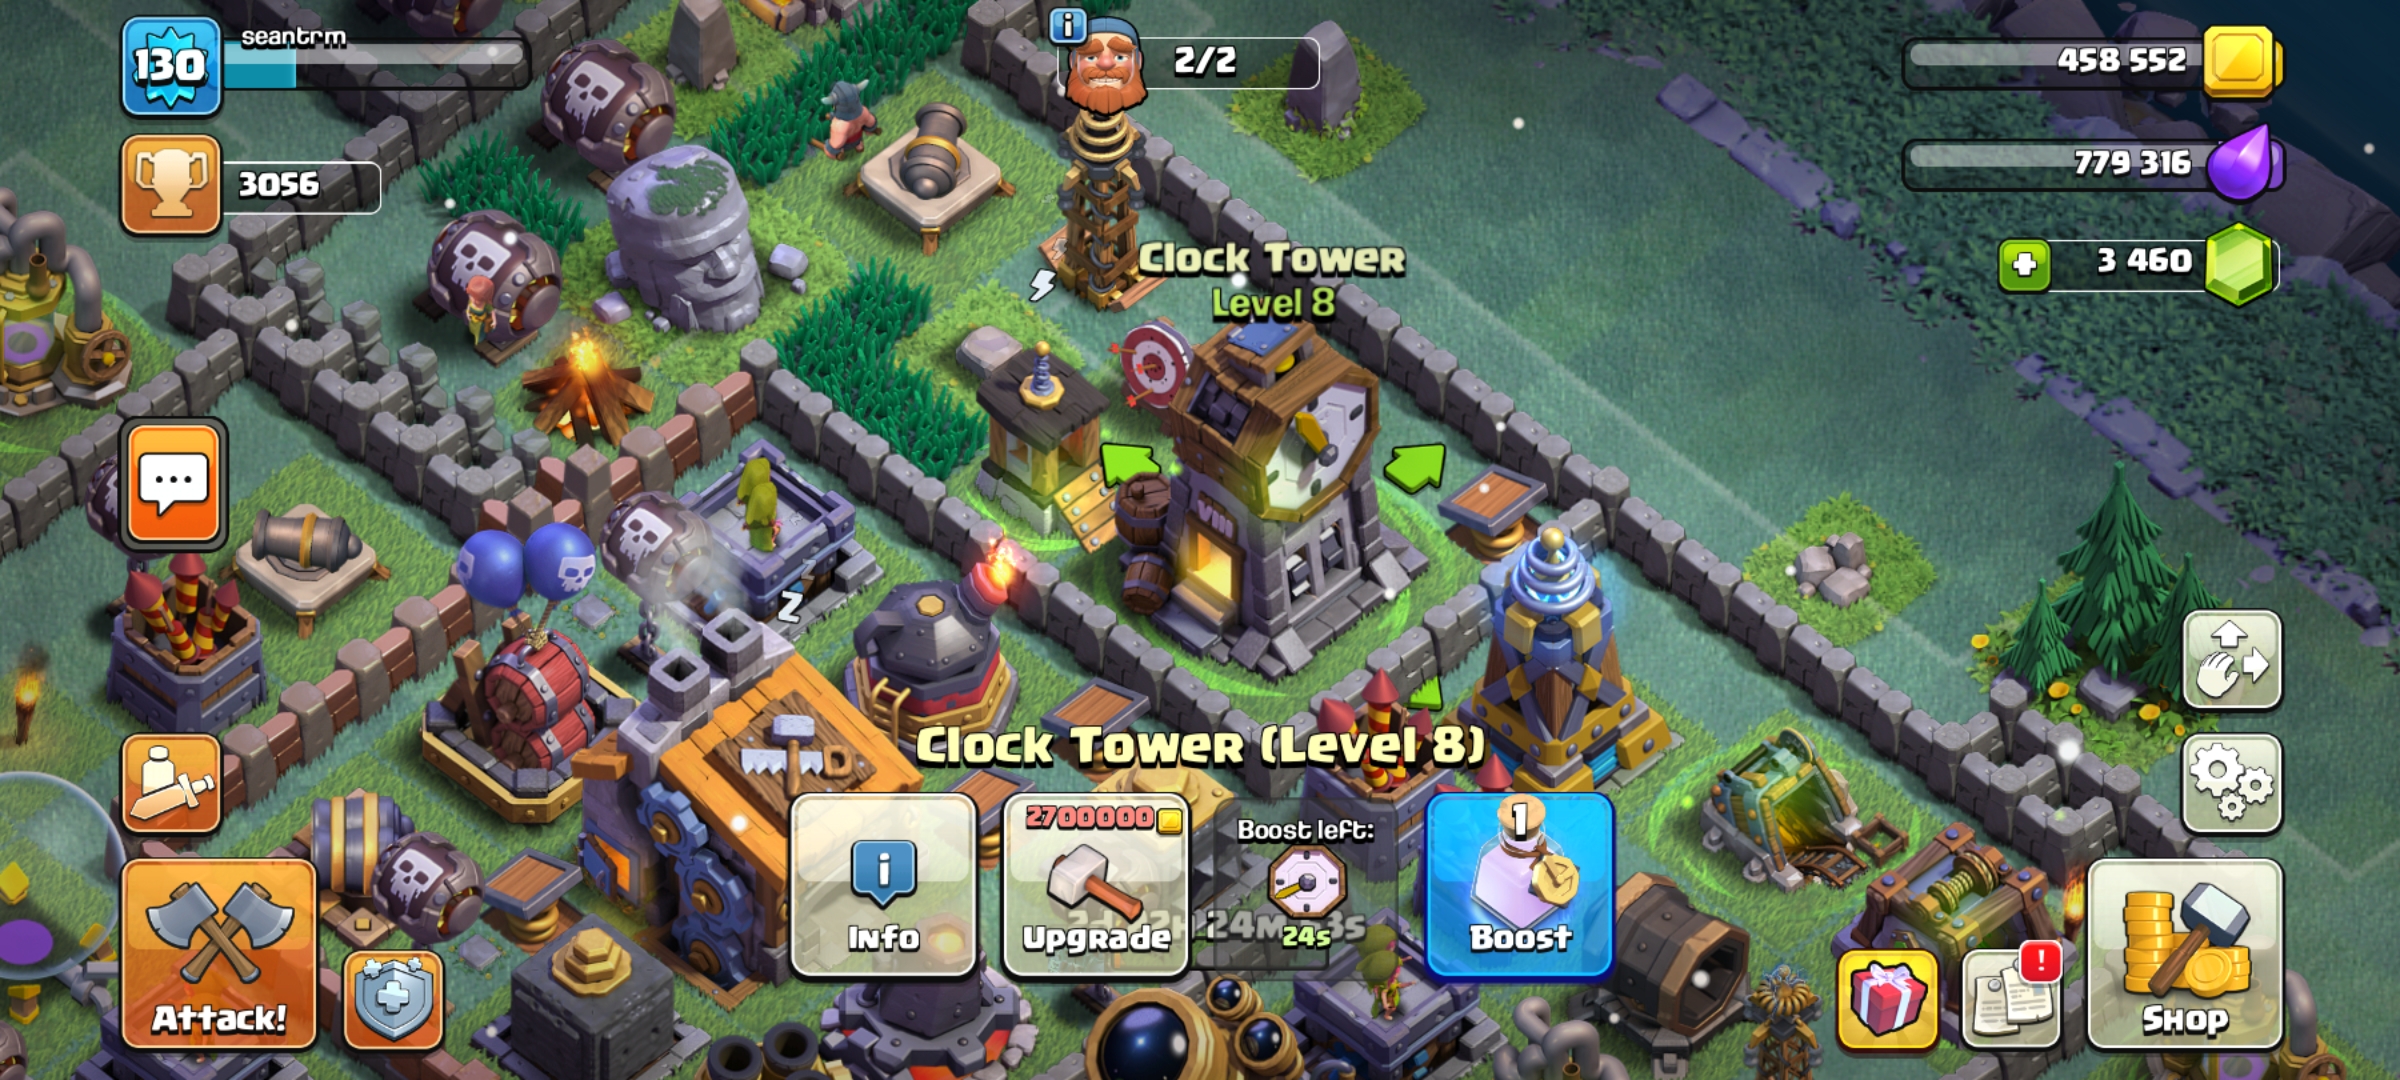 130
seantrm
2/2
458 552
3056
779 316
3 460
Clock Tower
Level 8
VIII
Z
Z
Clock Tower (Level 8)
Info
2700000
Upgrade
Boost left:
24s
1
Boost
Attack!
!
Shop